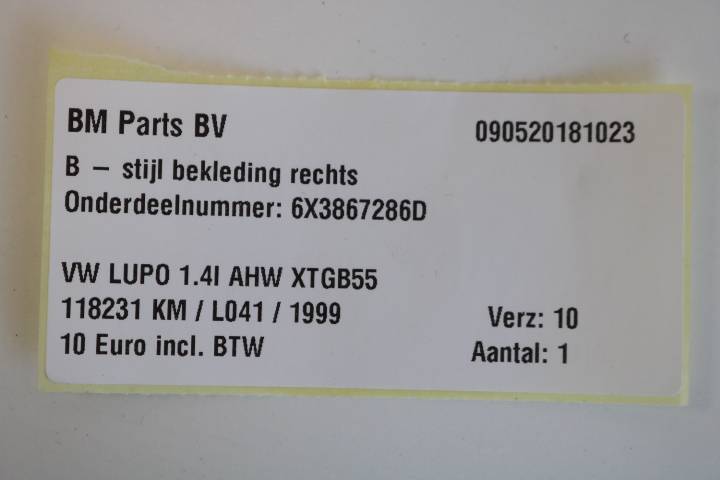 BM Parts BV 090520181023
B – stijl bekleding rechts
Onderdeelnummer: 6X3867286D
VW LUPO 1.4I AHW XTGB55
118231 KM / L041 / 1999 Verz: 10
10 Euro incl. BTW Aantal: 1